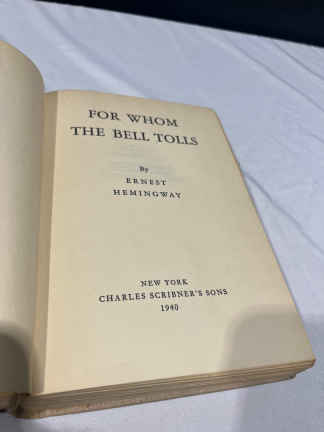 FOR WHOM
THE BELL TOLLS
By
ERNEST
HEMINGWAY
NEW YORK
CHARLES SCRIBNER'S SONS
1940